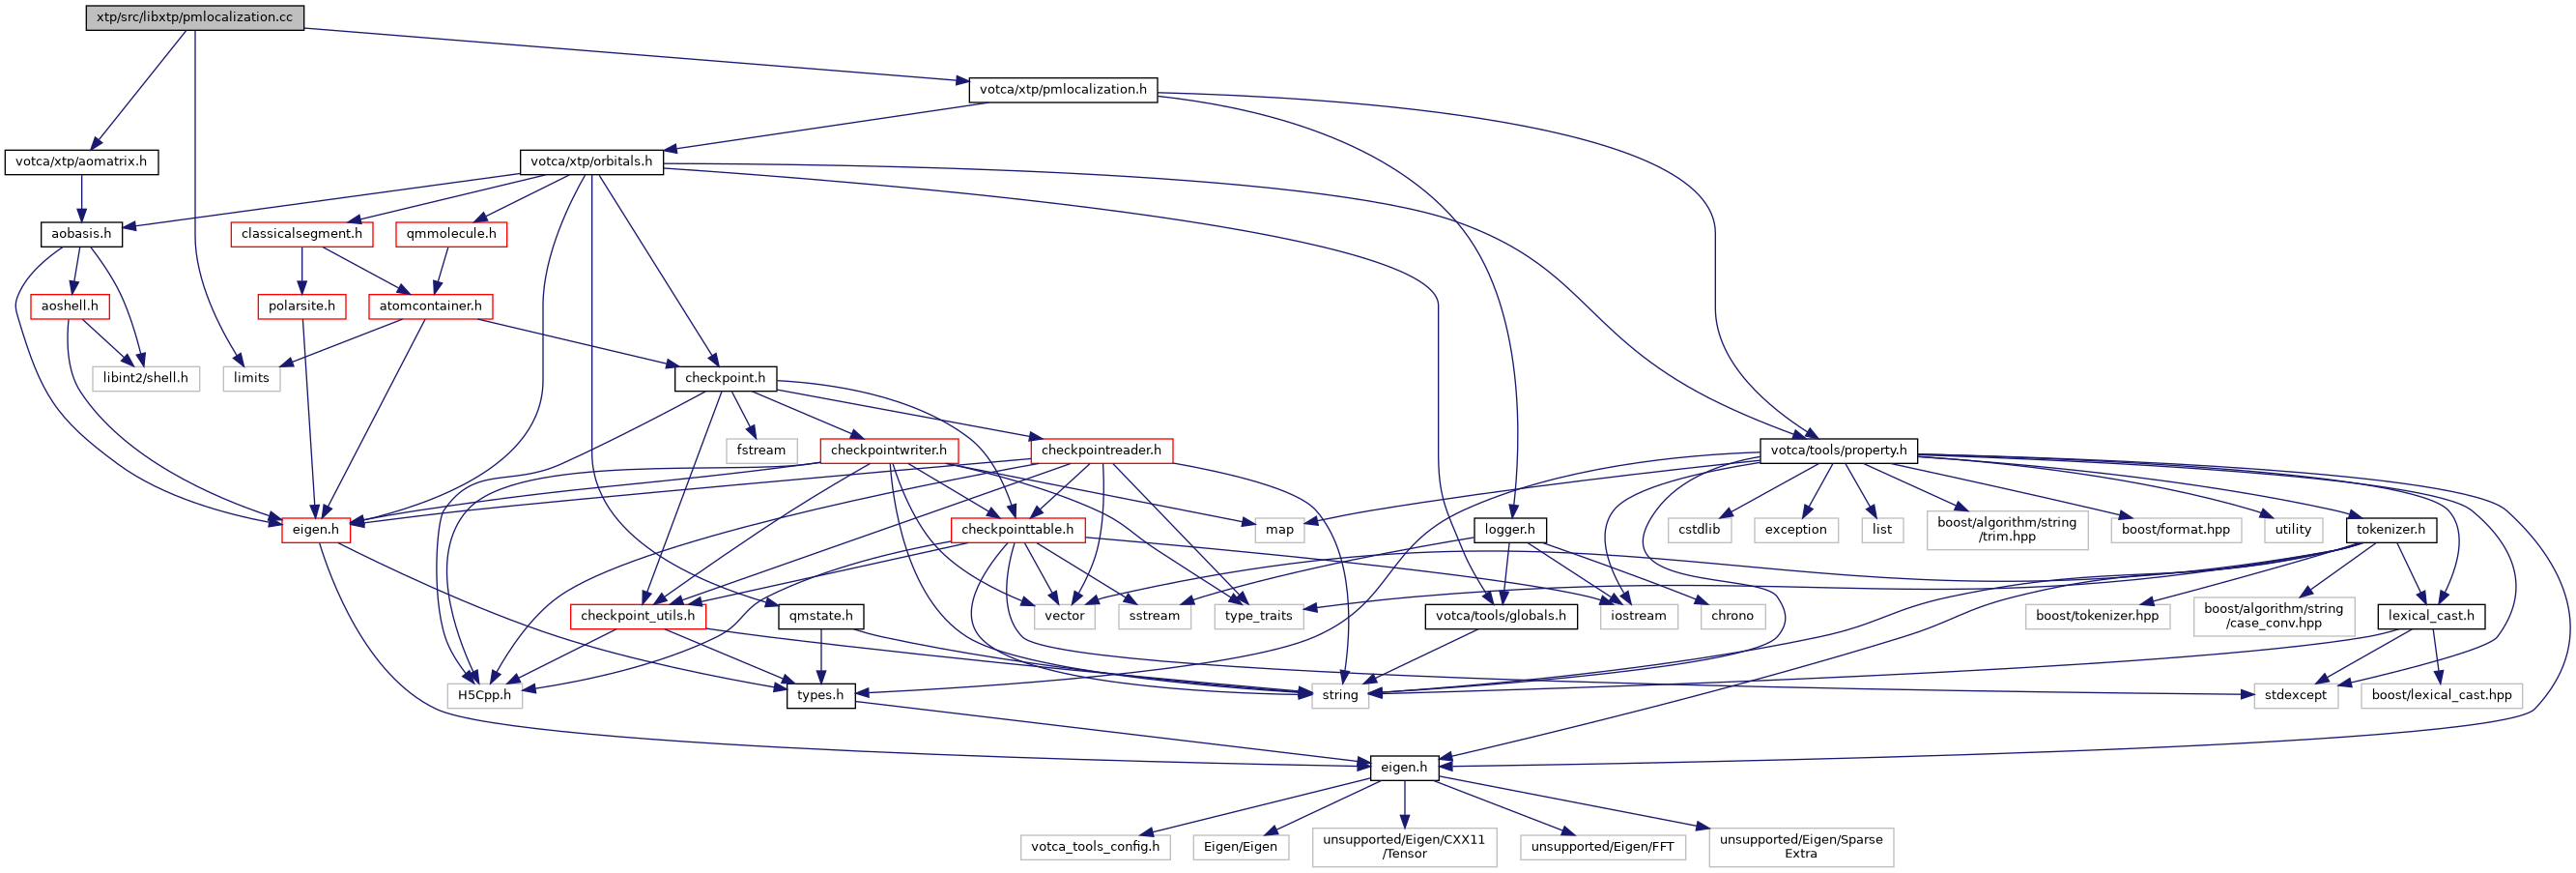 xtp/src/libxtp/pmlocalization.cc
votca/xtp/pmlocalization.h
votca/xtp/aomatrix.h
votca/xtp/orbitals.h
aobasis.h
classicalsegment.h
qmmolecule.h
aoshell.h
polarsite.h
atomcontainer.h
libint2/shell.h
limits
checkpoint.h
fstream
checkpointwriter.h
checkpointreader.h
votca/tools/property.h
eigen.h
checkpointtable.h
map
logger.h
cstdlib
exception
list
boost/algorithm/string
/trim.hpp
boost/format.hpp
utility
tokenizer.h
checkpoint_utils.h
qmstate.h
vector
sstream
type_traits
votca/tools/globals.h
iostream
chrono
boost/tokenizer.hpp
boost/algorithm/string
/case_conv.hpp
lexical_cast.h
H5Cpp.h
types.h
string
stdexcept
boost/lexical_cast.hpp
eigen.h
votca_tools_config.h
Eigen/Eigen
unsupported/Eigen/CXX11
/Tensor
unsupported/Eigen/FFT
unsupported/Eigen/Sparse
Extra